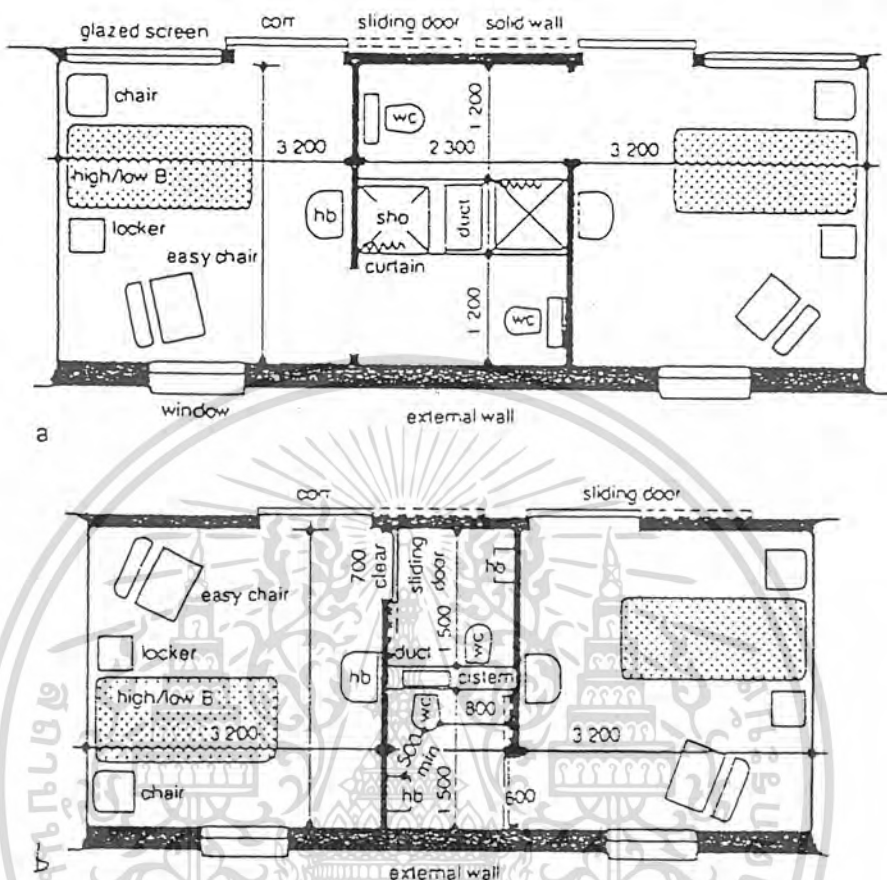 glazed screen
corr
sliding door
solid wall
chair
wc
1 200
3 200
2 300
3 200
high/low B
hb
sho
duct
locker
curtain
easy chair
1 200
wc
window
external wall
a
corr
sliding door
700
clear
sliding
door
hb
easy chair
1 500
wc
locker
duct
hb
cistern
high/low B
wc
800
3 200
3 200
500
min
chair
hb
1 500
600
b
external wall